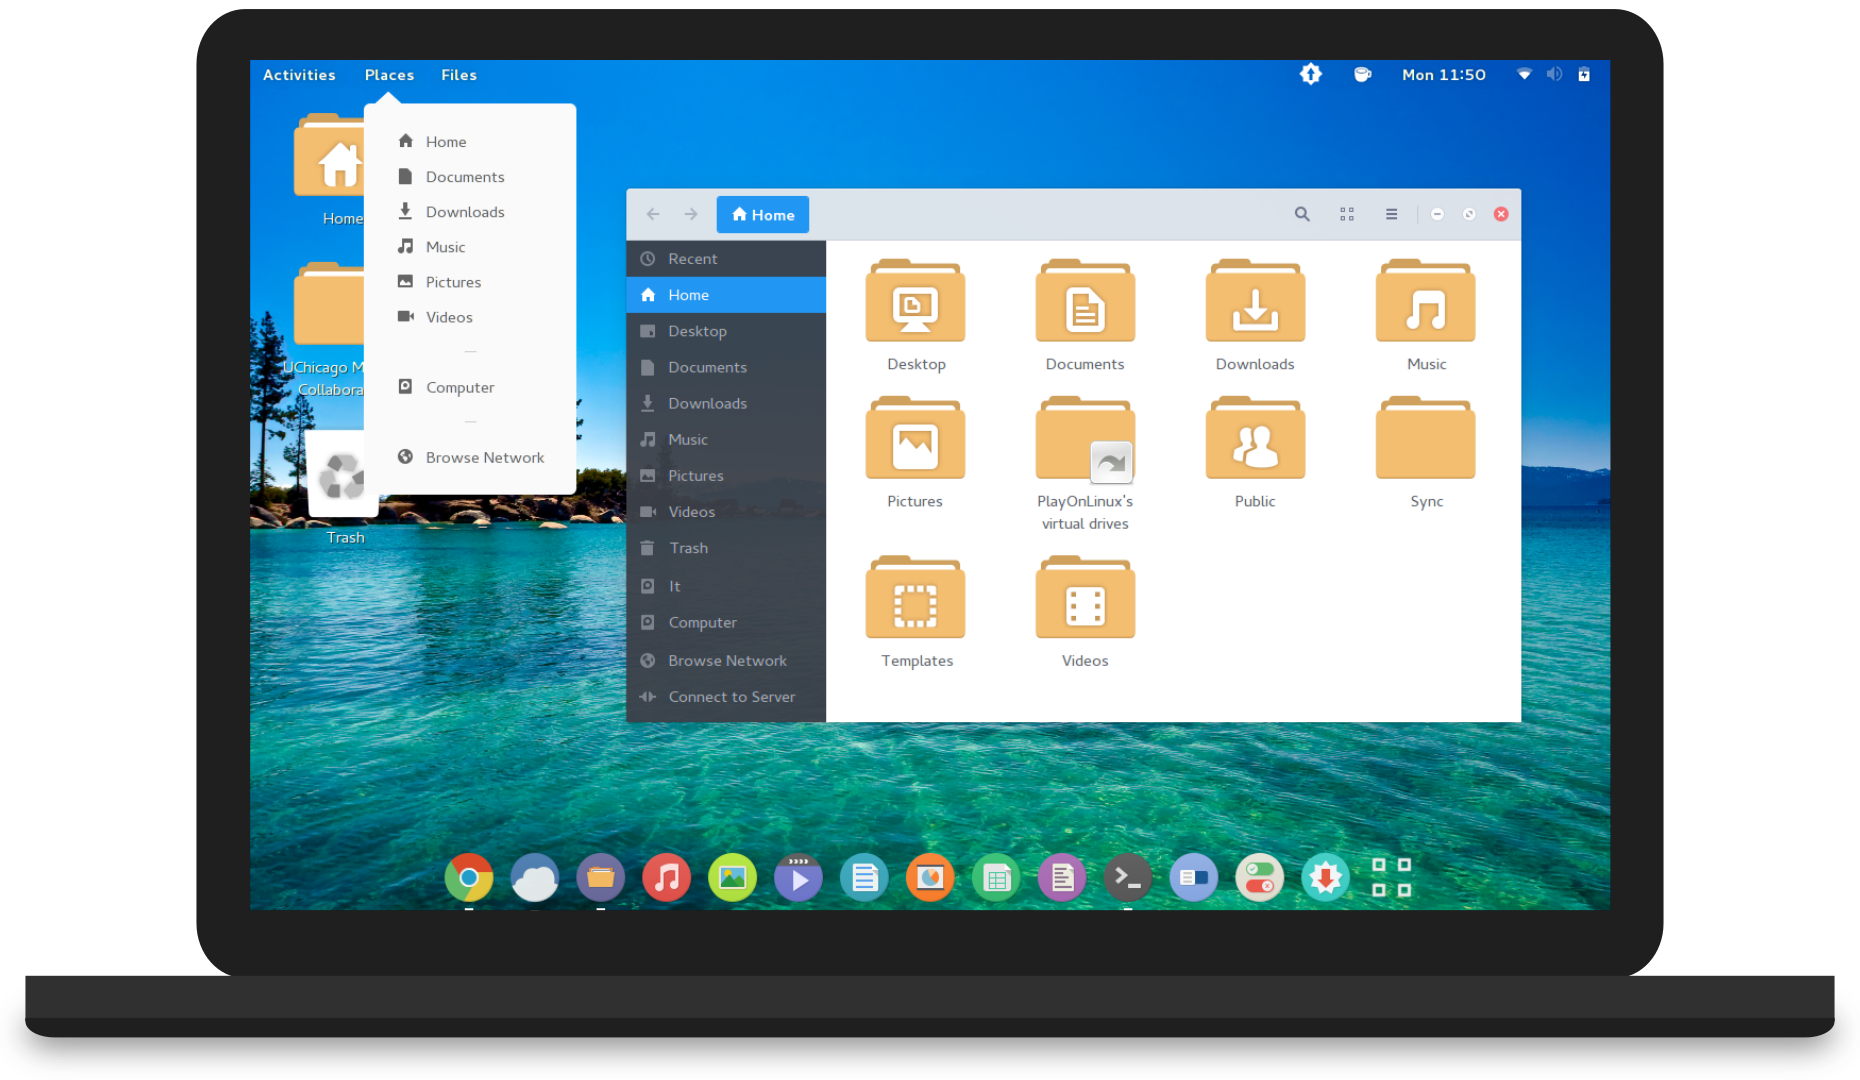 Activities Places Files
Mon 11:50
Home
UChicago M
Collabora
Trash
Home
Documents
Downloads
Music
Pictures
Videos
Computer
Browse Network
Home
Recent
Home
Desktop
Documents
Downloads
Music
Pictures
Videos
Trash
It
Computer
Browse Network
Connect to Server
Desktop
Documents
Downloads
Music
Pictures
PlayOnLinux's
virtual drives
Public
Sync
Templates
Videos